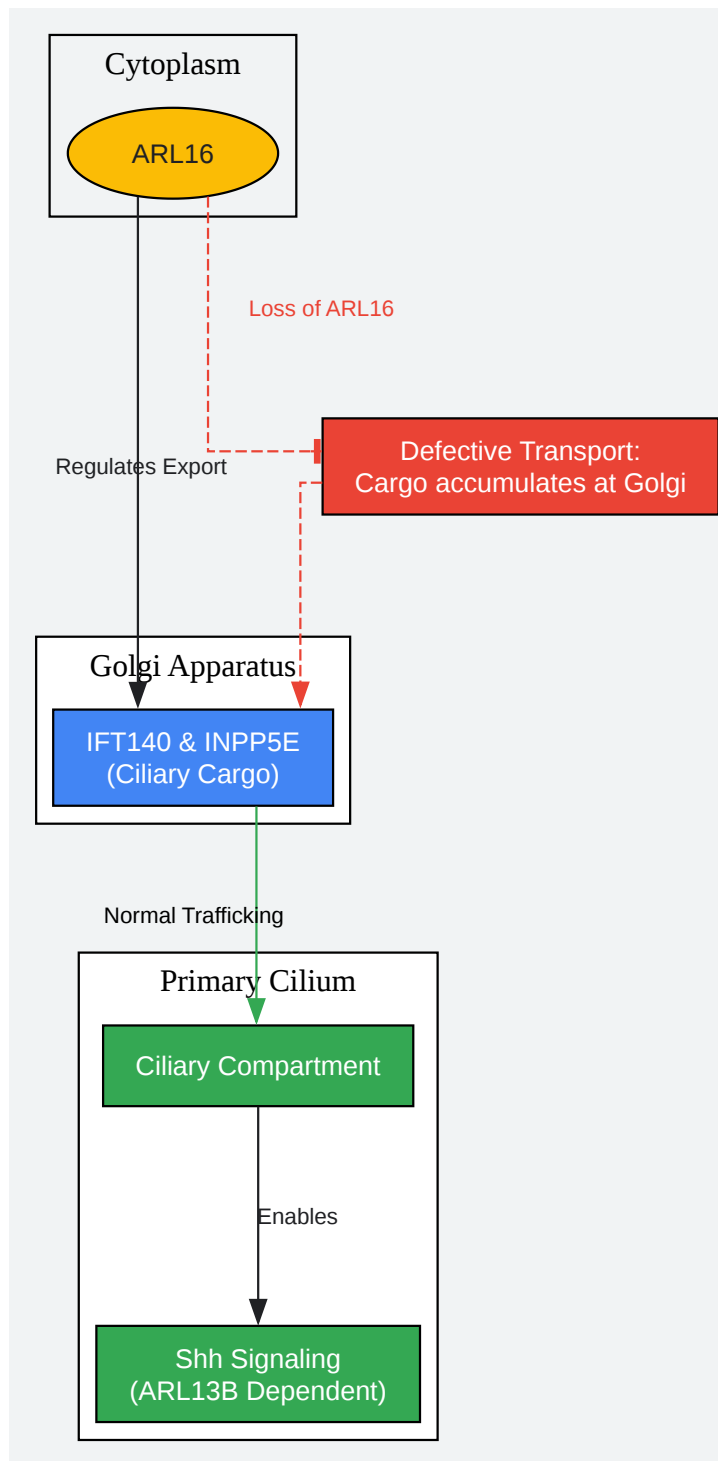 Cytoplasm
ARL16
Loss of ARL16
Defective Transport:
Cargo accumulates at Golgi
Regulates Export
Golgi Apparatus
IFT140 & INPP5E
(Ciliary Cargo)
Normal Trafficking
Primary Cilium
Ciliary Compartment
Enables
Shh Signaling
(ARL13B Dependent)